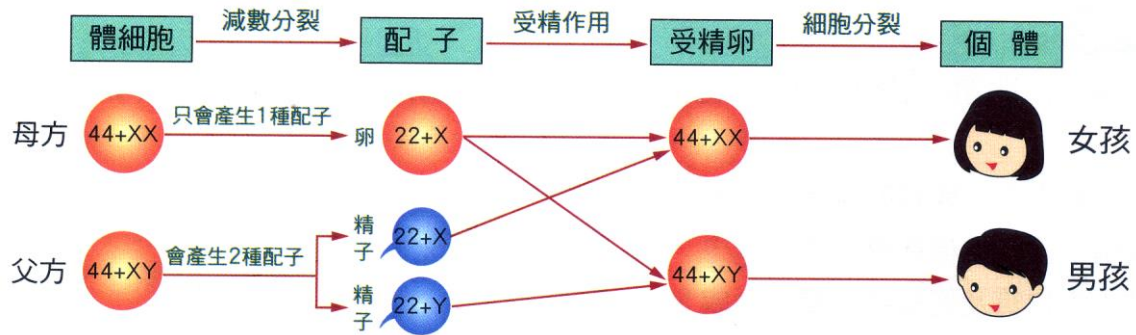 體細胞 減數分裂 配子 受精作用 受精卵 細胞分裂 個體
母方 44+XX 只會產生1種配子 卵 22+X 44+XX 女孩
精子 22+X
父方 44+XY 會產生2種配子 44+XY 男孩
精子 22+Y